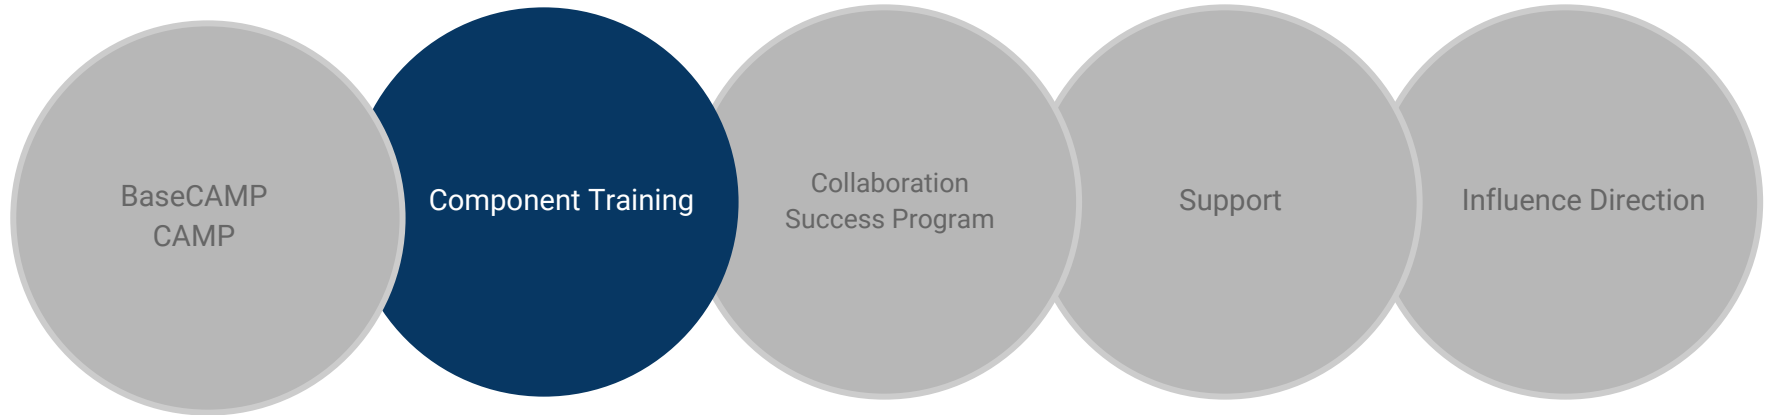 BaseCAMP
CAMP
Component Training
Collaboration
Success Program
Support
Influence Direction